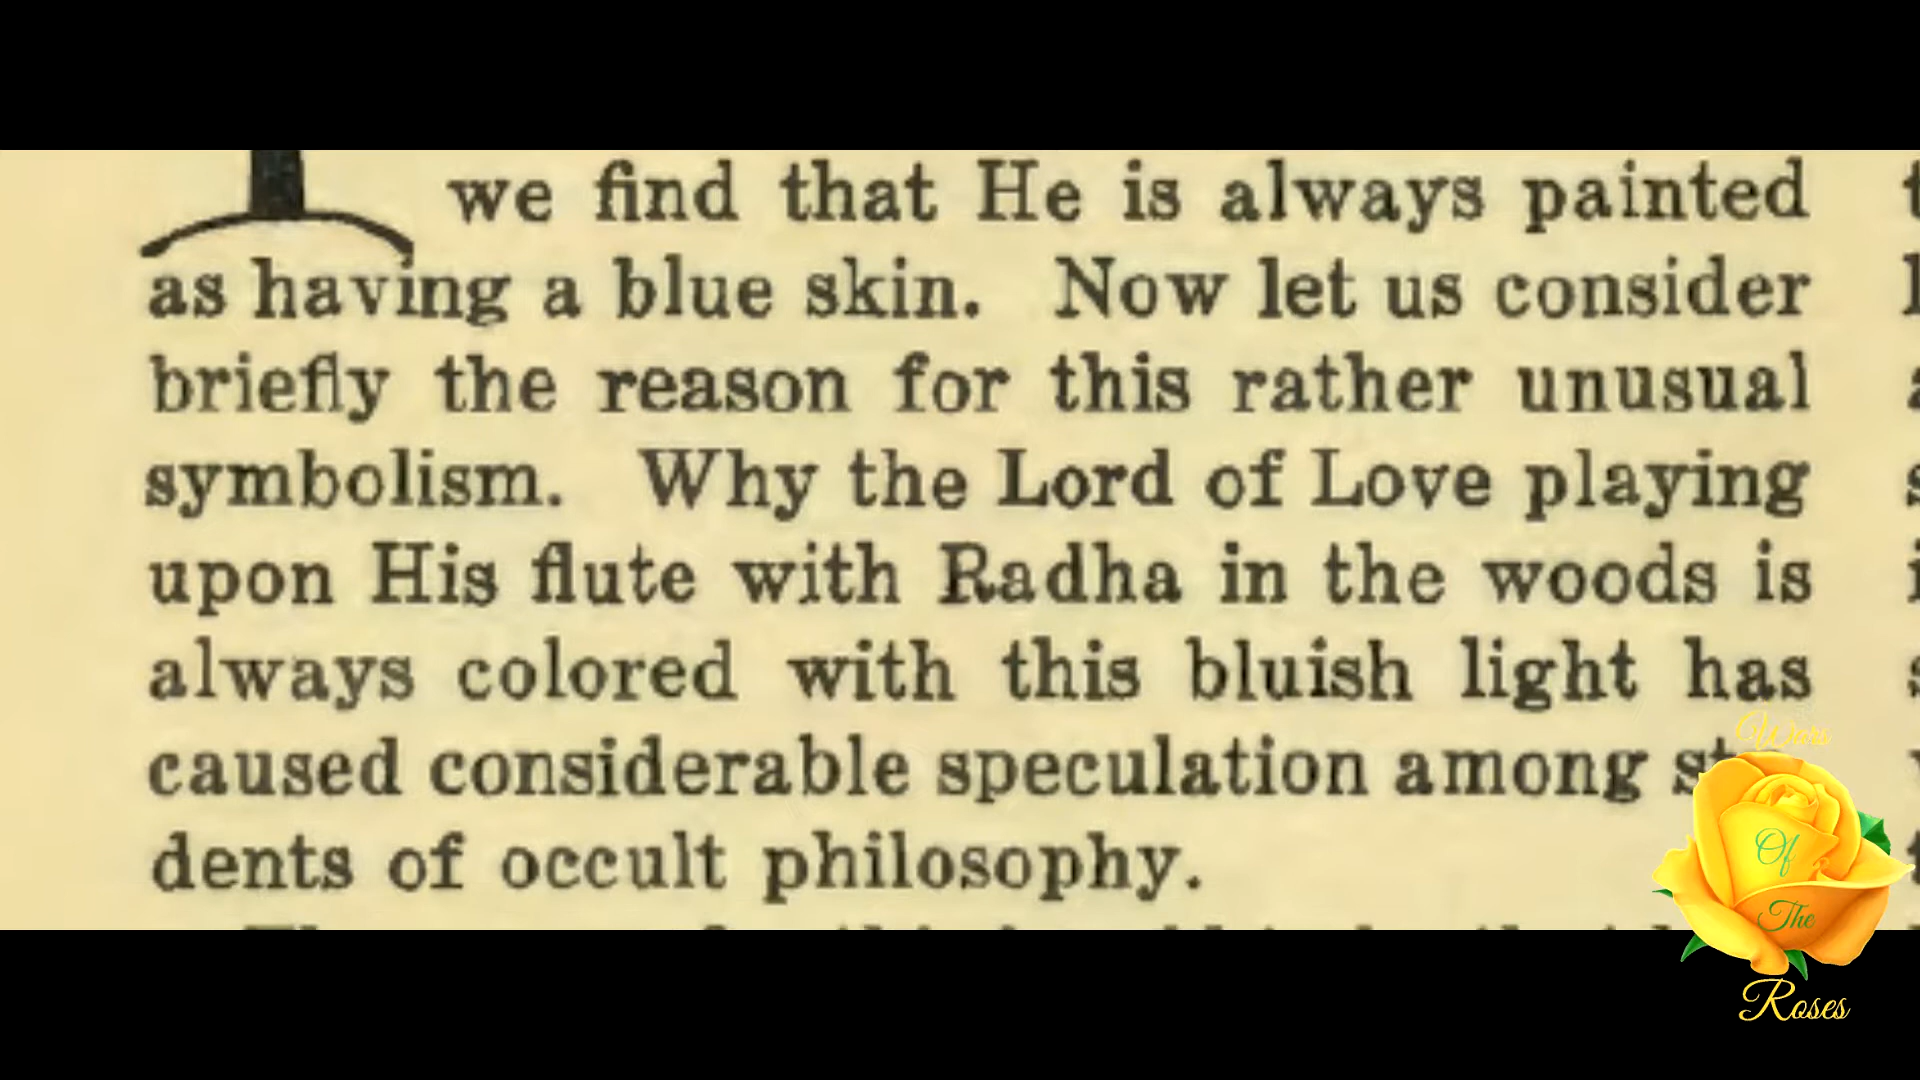 we find that He is always painted
as having a blue skin. Now let us consider
briefly the reason for this rather unusual
symbolism. Why the Lord of Love playing
upon His flute with Radha in the woods is
always colored with this bluish light has
caused considerable speculation among
dents of occult philosophy.
Wars
Of
The
Roses